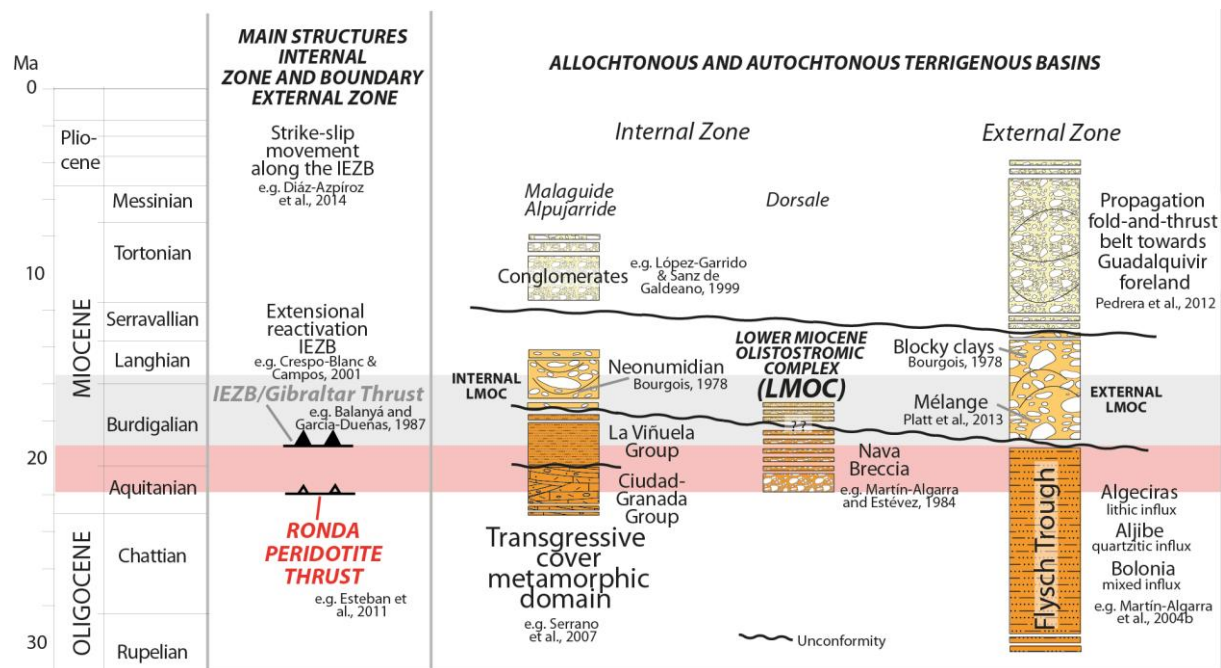 Ma
0
10
20
30
MIOCENE
OLIGOCENE
Plio-
cene
Messinian
Tortonian
Serravallian
Langhian
Burdigalian
Aquitanian
Chattian
Rupelian
MAIN STRUCTURES
INTERNAL
ZONE AND BOUNDARY
EXTERNAL ZONE
Strike-slip
movement
along the IEZB
e.g. Díaz-Azpíroz
et al., 2014
Extensional
reactivation
IEZB
e.g. Crespo-Blanc &
Campos, 2001
IEZB/Gibraltar Thrust
e.g. Balanyá and
García-Dueñas, 1987
RONDA
PERIDOTITE
THRUST
e.g. Esteban et
al., 2011
ALLOCHTONOUS AND AUTOCHTONOUS TERRIGENOUS BASINS
Internal Zone
Malaguide
Alpujarride
Conglomerates
e.g. López-Garrido
& Sanz de
Galdeano, 1999
INTERNAL
LMOC
Neonumidian
Bourgois, 1978
La Viñuela
Group
Ciudad-
Granada
Group
Transgressive
cover
metamorphic
domain
e.g. Serrano
et al., 2007
Dorsale
LOWER MIOCENE
OLISTOSTROMIC
COMPLEX
(LMOC)
? ?
Nava
Breccia
e.g. Martín-Algarra
and Estévez, 1984
Unconformity
External Zone
Propagation
fold-and-thrust
belt towards
Guadalquivir
foreland
Pedrera et al., 2012
Blocky clays
Bourgois, 1978
Mélange
Platt et al., 2013
EXTERNAL
LMOC
Flysch Trough
Algeciras
lithic influx
Aljibe
quartzitic influx
Bolonia
mixed influx
e.g. Martín-Algarra
et al., 2004b